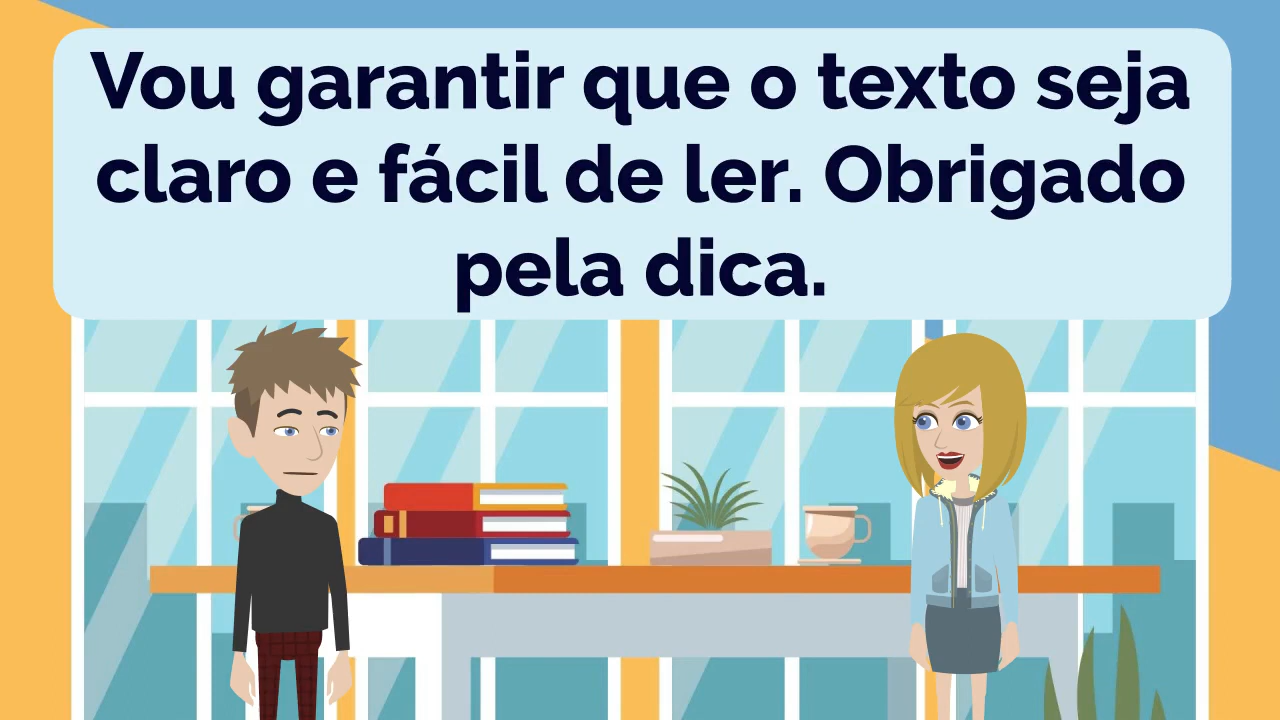 Vou garantir que o texto seja
claro e fácil de ler. Obrigado
pela dica.